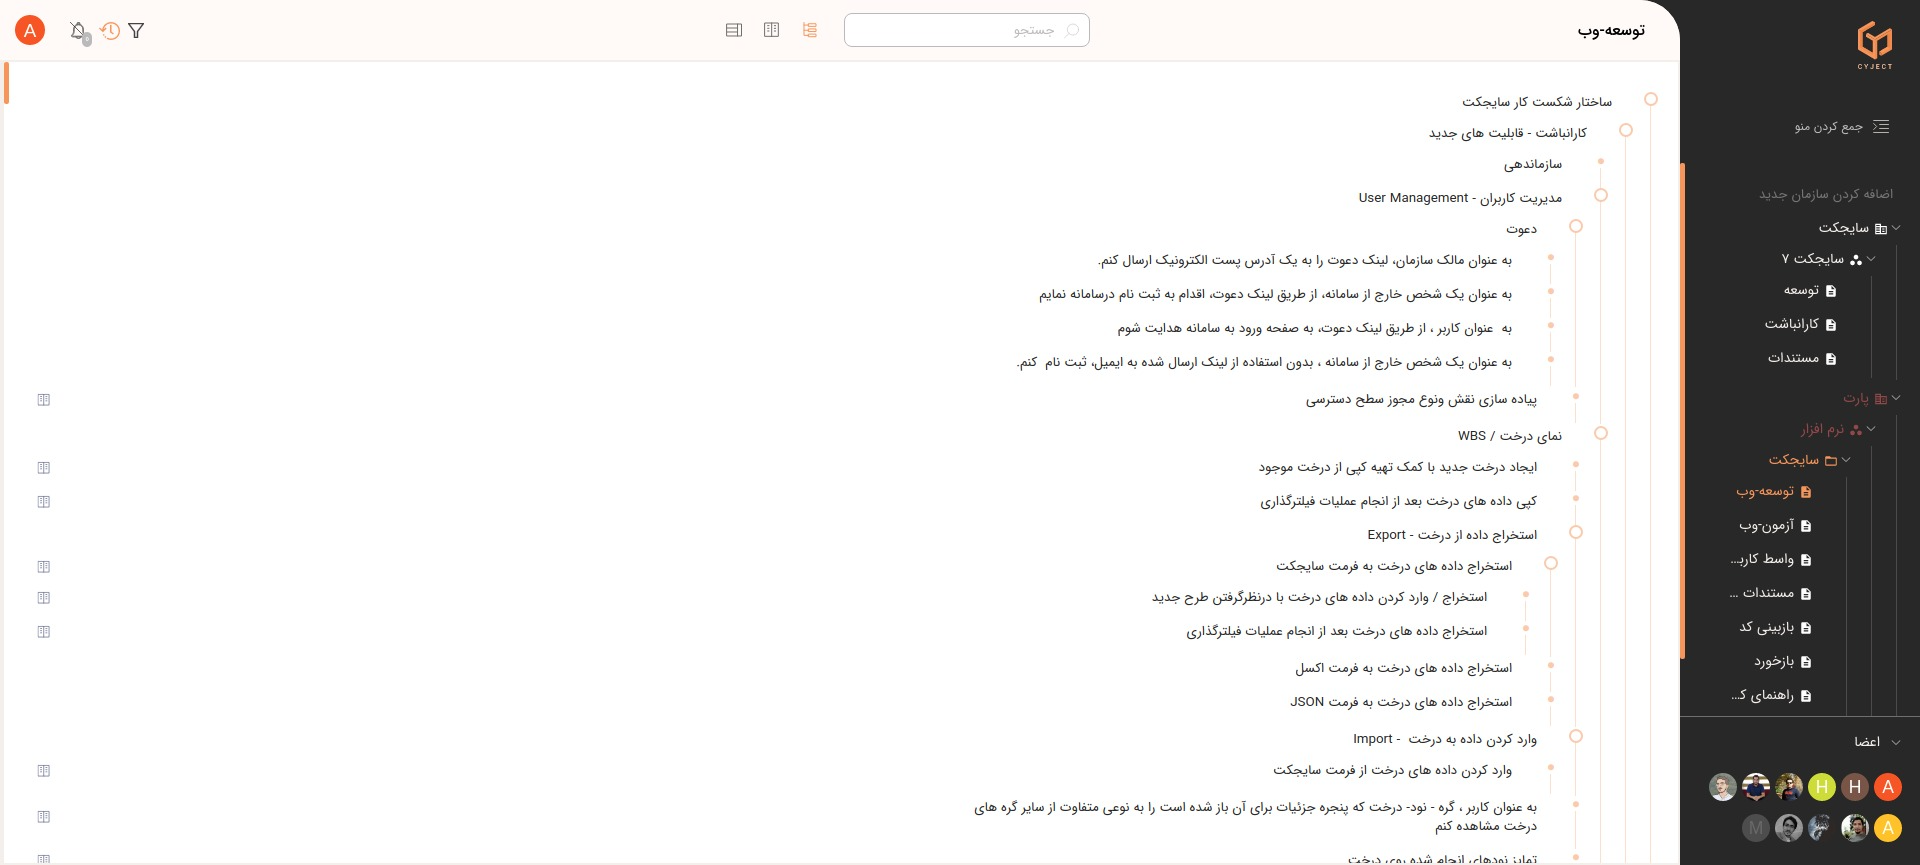 CYJECT
جمع کردن منو
اضافه کردن سازمان جدید
سایجکت
سایجکت ۷
توسعه
کارانباشت
مستندات
پارت
نرم افزار
سایجکت
توسعه-وب
آزمون-وب
واسط کاربـ...
مستندات ...
بازبینی کد
بازخورد
راهنمای کـ...
اعضا
A
H
H
A
M
توسعه-وب
جستجو
A
ساختار شکست کار سایجکت
کارانباشت - قابلیت های جدید
سازماندهی
مدیریت کاربران - User Management
دعوت
به عنوان مالک سازمان، لینک دعوت را به یک آدرس پست الکترونیک ارسال کنم.
به عنوان یک شخص خارج از سامانه، از طریق لینک دعوت، اقدام به ثبت نام درسامانه نمایم
به  عنوان کاربر ، از طریق لینک دعوت، به صفحه ورود به سامانه هدایت شوم
به عنوان یک شخص خارج از سامانه ، بدون استفاده از لینک ارسال شده به ایمیل، ثبت نام  کنم.
پیاده سازی نقش ونوع مجوز سطح دسترسی
نمای درخت / WBS
ایجاد درخت جدید با کمک تهیه کپی از درخت موجود
کپی داده های درخت بعد از انجام عملیات فیلترگذاری
استخراج داده از درخت - Export
استخراج داده های درخت به فرمت سایجکت
استخراج / وارد کردن داده های درخت با درنظرگرفتن طرح جدید
استخراج داده های درخت بعد از انجام عملیات فیلترگذاری
استخراج داده های درخت به فرمت اکسل
استخراج داده های درخت به فرمت JSON
وارد کردن داده به درخت  - Import
وارد کردن داده های درخت از فرمت سایجکت
به عنوان کاربر ، گره - نود- درخت که پنجره جزئیات برای آن باز شده است را به نوعی متفاوت از سایر گره های
درخت مشاهده کنم
تمایز نودهای انجام شده روی درخت